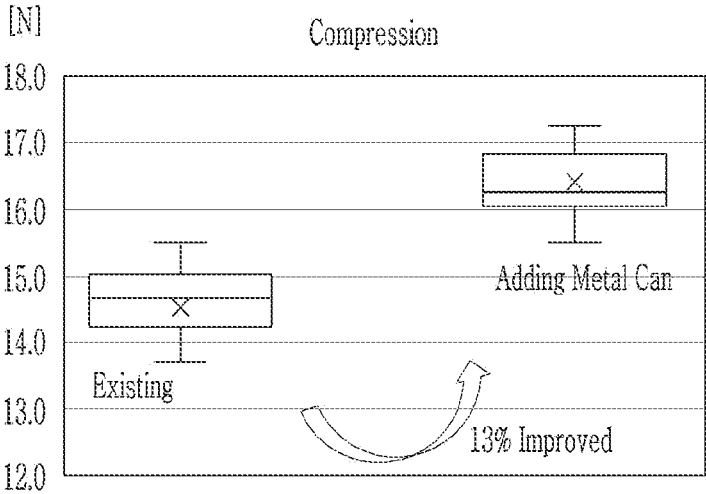 [N]
Compression
18.0
17.0
16.0
15.0
14.0
13.0
12.0
Adding Metal Can
Existing
13% Improved